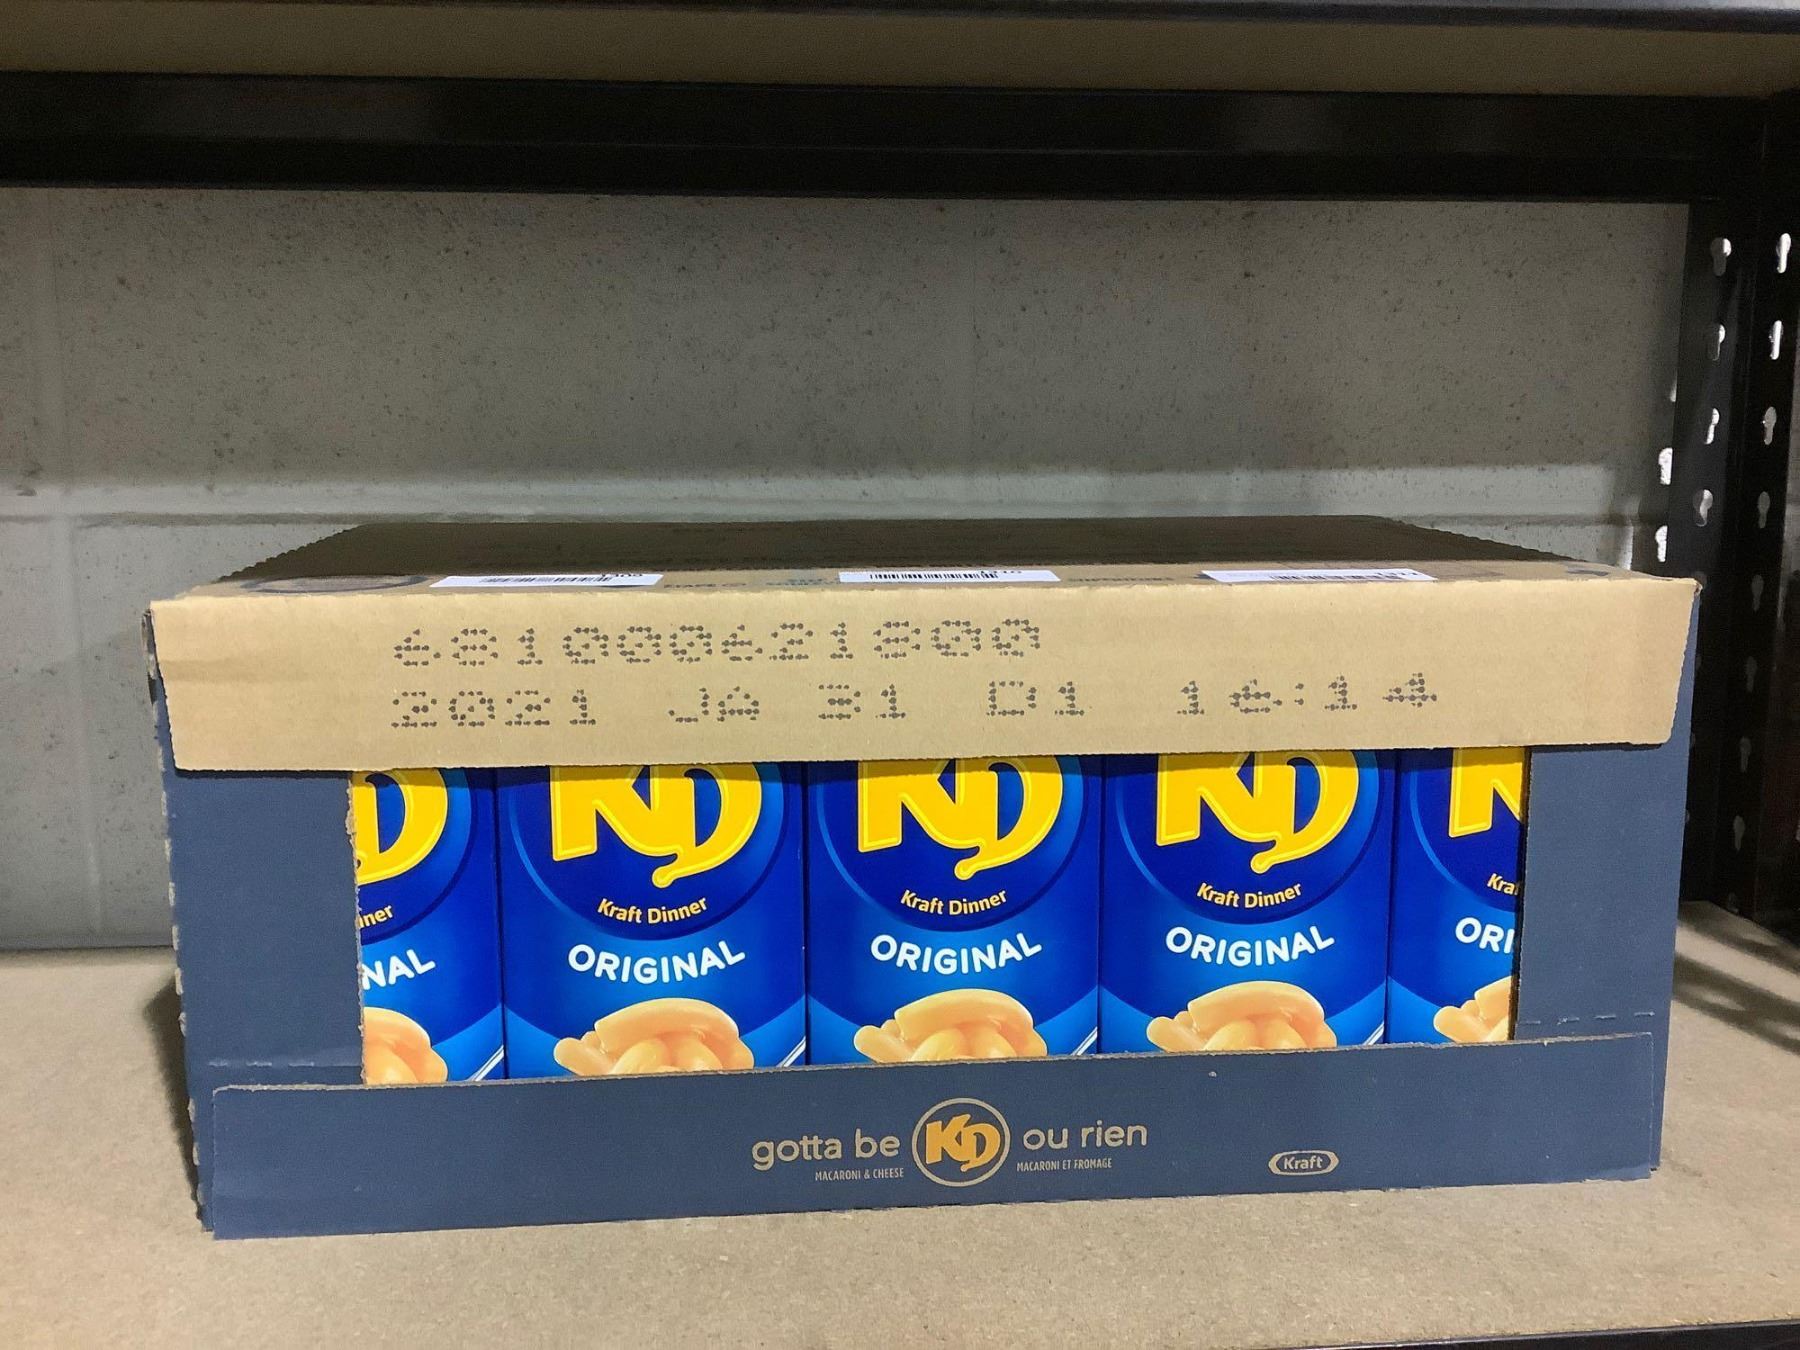 681000621800
2021 JA 31 D1 16:14
KD KD KD
Kraft Dinner Kraft Dinner Kraft Dinner
ORIGINAL ORIGINAL ORIGINAL
gotta be KD ou rien
MACARONI & CHEESE MACARONI ET FROMAGE
Kraft